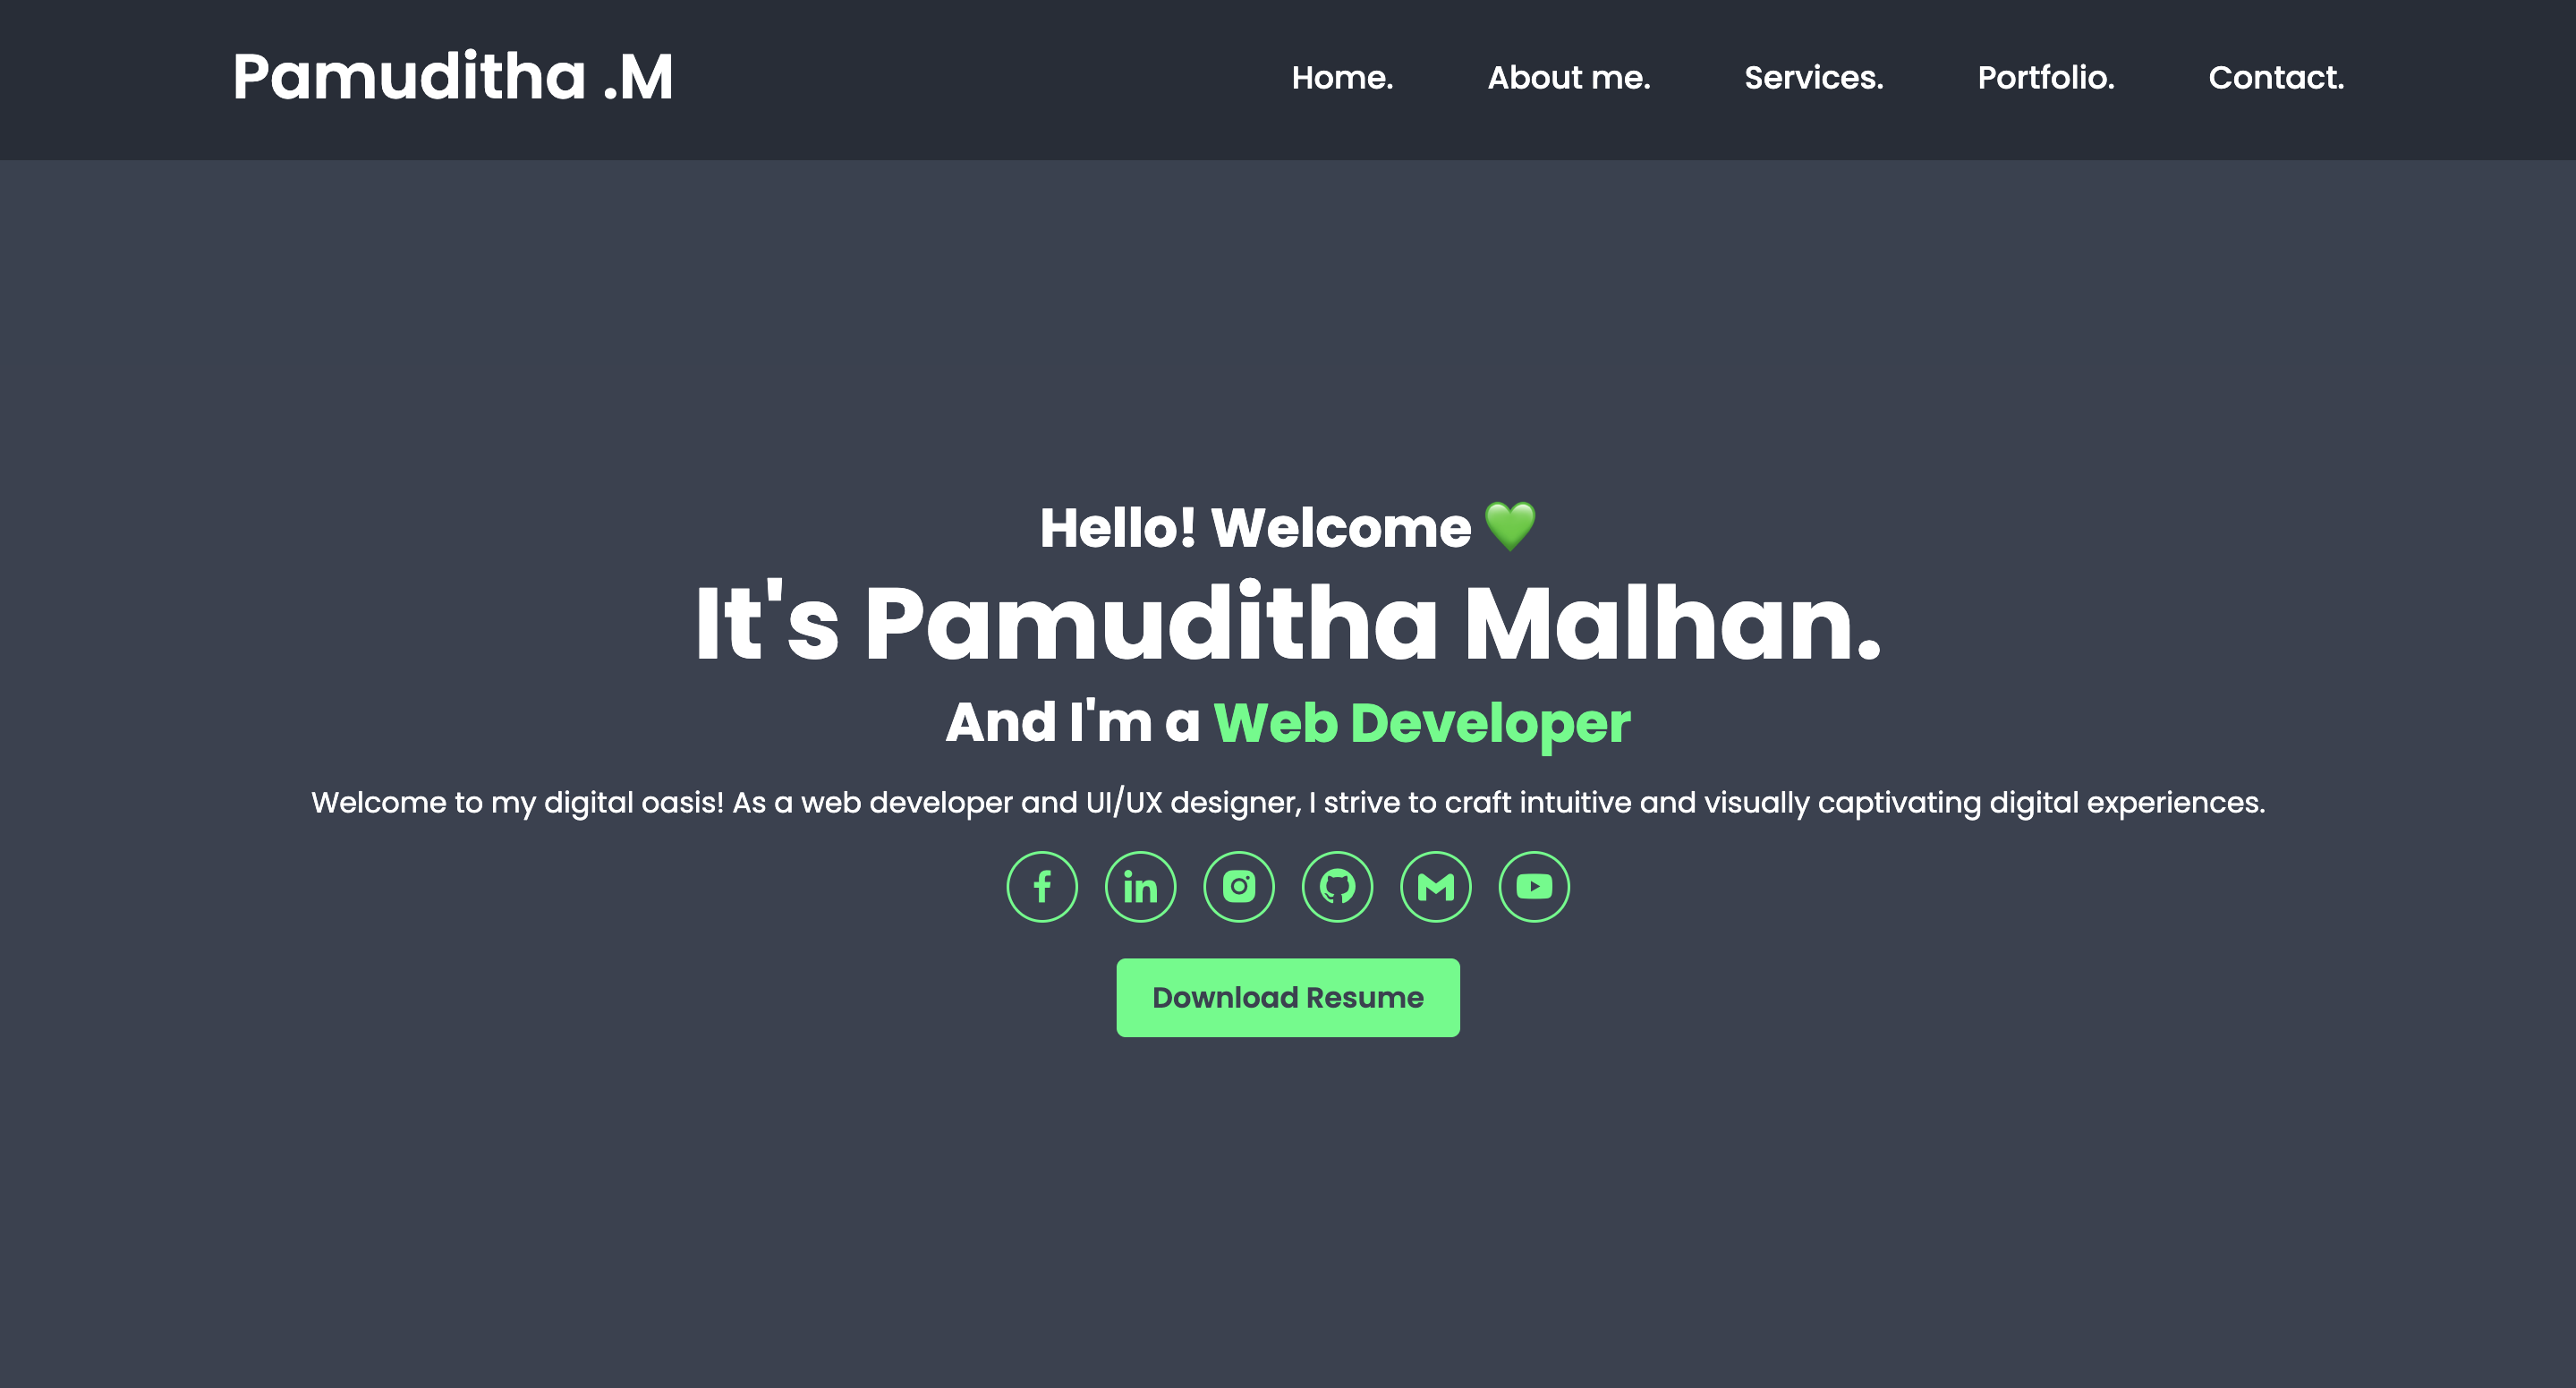 Pamuditha .M
Home. About me. Services. Portfolio. Contact.
Hello! Welcome 💚
It's Pamuditha Malhan.
And I'm a Web Developer
Welcome to my digital oasis! As a web developer and UI/UX designer, I strive to craft intuitive and visually captivating digital experiences.
Download Resume